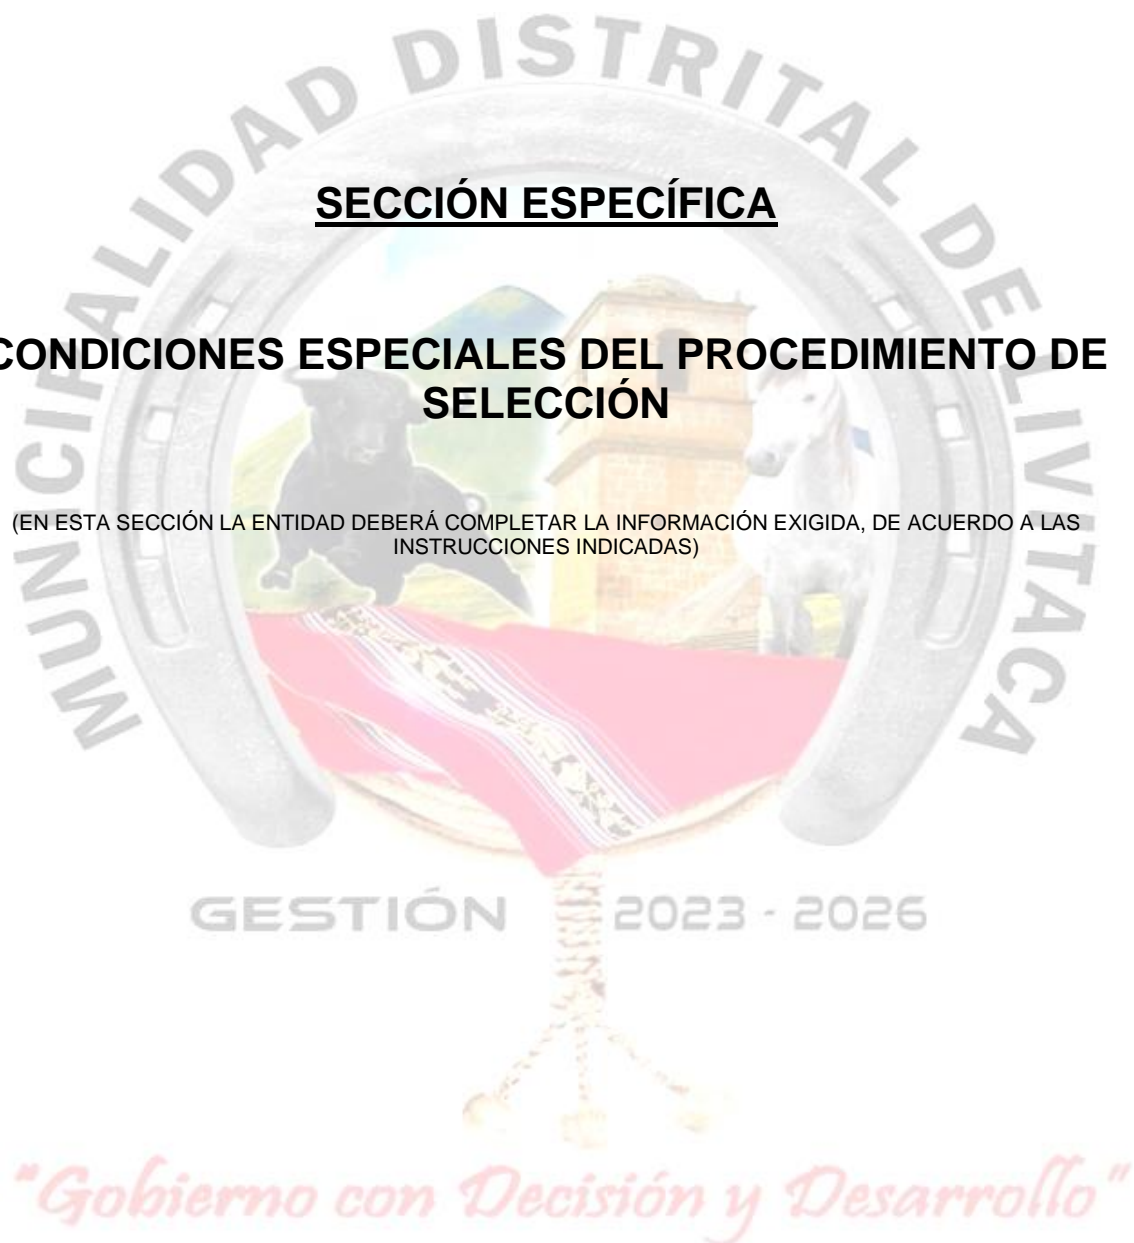 MUNICIPALIDAD DISTRITAL DE LIVITACA
SECCIÓN ESPECÍFICA
CONDICIONES ESPECIALES DEL PROCEDIMIENTO DE
SELECCIÓN
(EN ESTA SECCIÓN LA ENTIDAD DEBERÁ COMPLETAR LA INFORMACIÓN EXIGIDA, DE ACUERDO A LAS
INSTRUCCIONES INDICADAS)
GESTIÓN 2023 - 2026
"Gobierno con Decisión y Desarrollo"